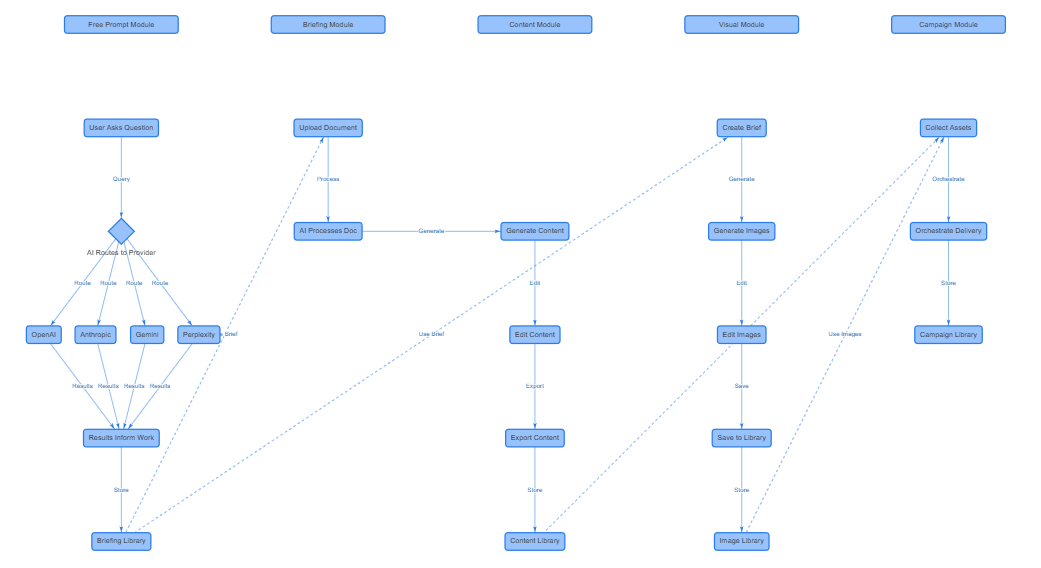 Free Prompt Module
Briefing Module
Content Module
Visual Module
Campaign Module
User Asks Question
Upload Document
Create Brief
Collect Assets
Query
Process
Generate
Orchestrate
AI Routes to Provider
AI Processes Doc
Generate
Generate Content
Generate Images
Orchestrate Delivery
Route
Route
Route
Route
Edit
Edit
Store
OpenAI
Anthropic
Gemini
Perplexity
Brief
Use Brief
Edit Content
Edit Images
Use Images
Campaign Library
Results
Results
Results
Results
Export
Save
Results Inform Work
Export Content
Save to Library
Store
Store
Store
Briefing Library
Content Library
Image Library